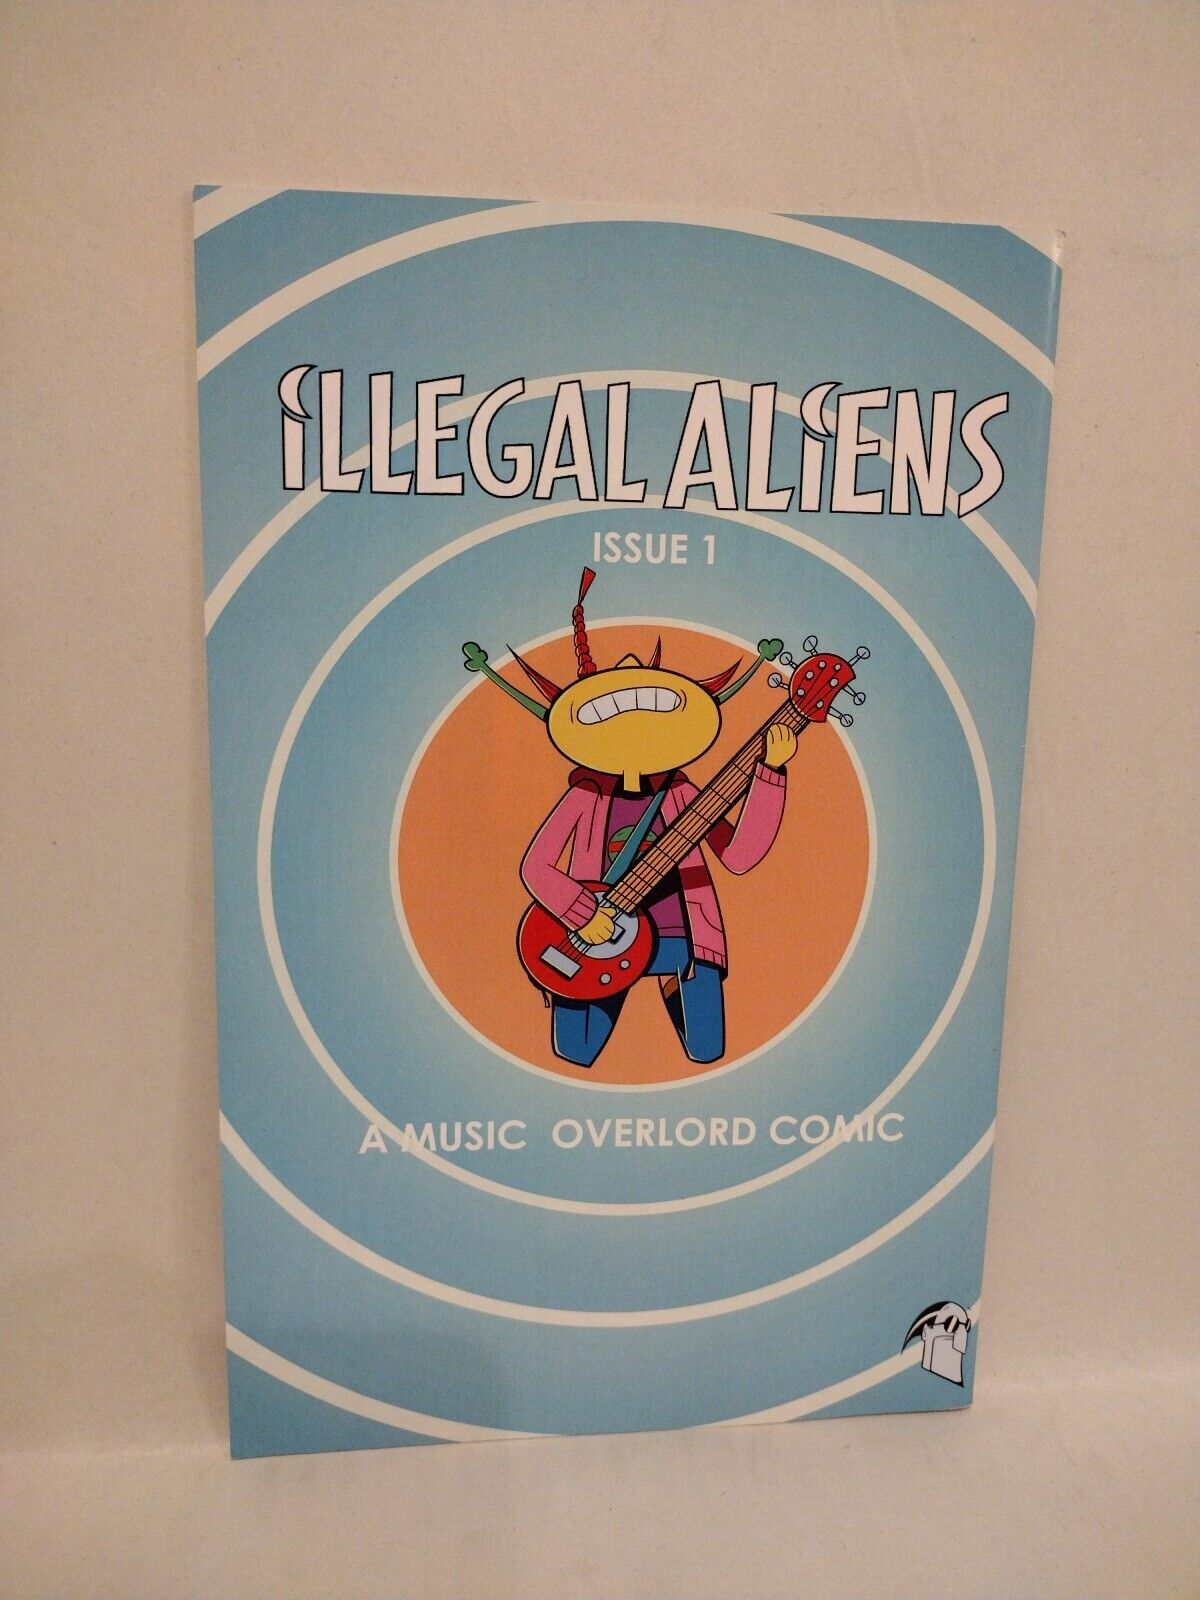 iLLEGAL ALiENS
ISSUE 1
A MUSIC OVERLORD COMIC